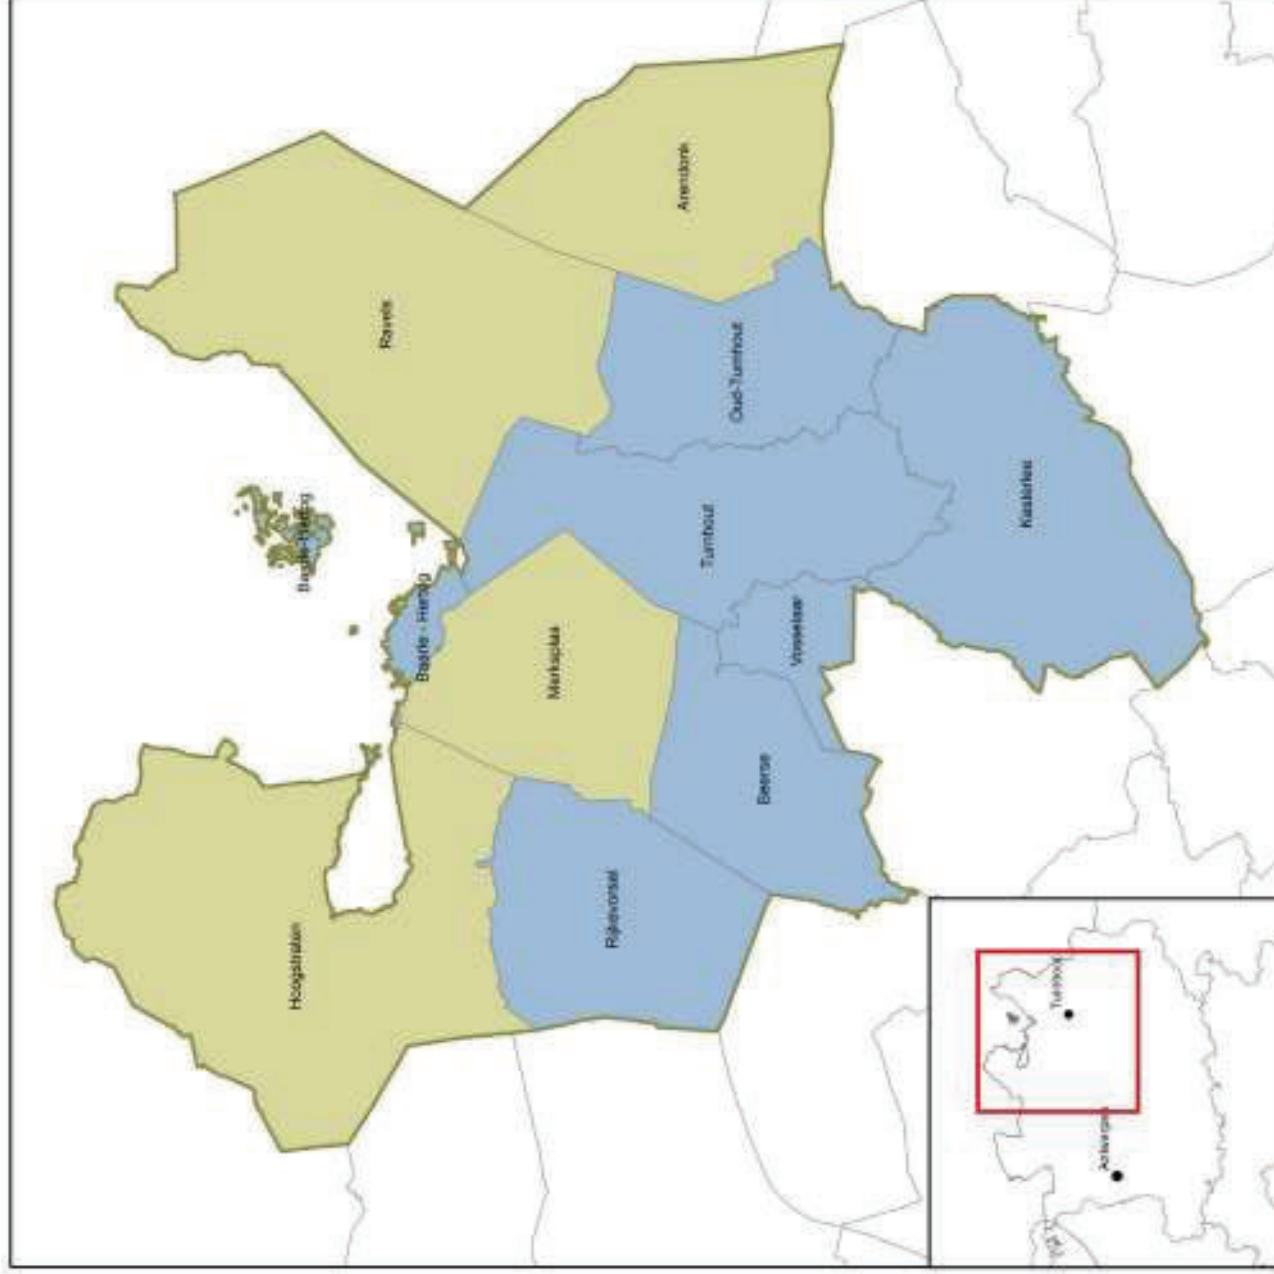 Hoogstraten
Rijkevorsel
Beerse
Merksplas
Baarle - Hertog
Baarle-Hertog
Vosselaar
Turnhout
Ravels
Oud-Turnhout
Kasterlee
Arendonk
Antwerpen
Turnhout